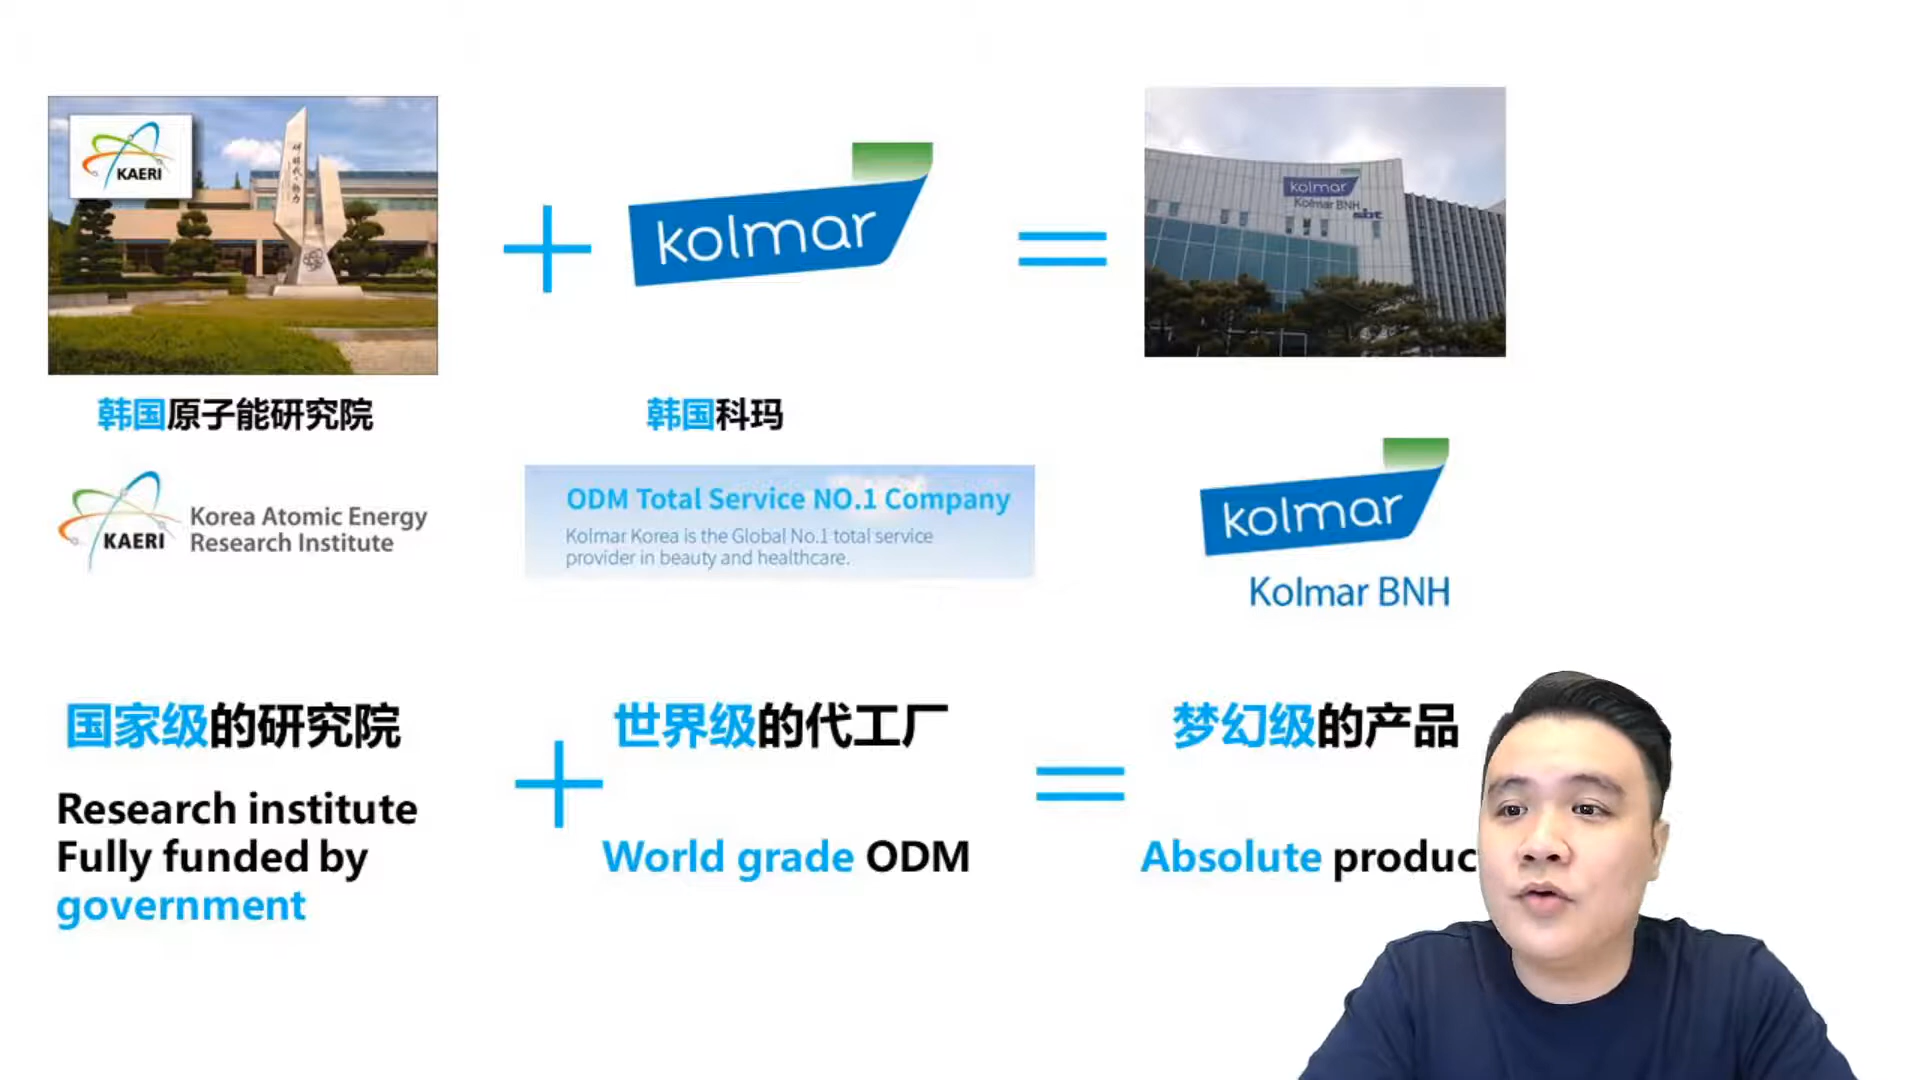 KAERI
kolmar
kolmar
Kolmar BNH
韩国原子能研究院
韩国科玛
KAERI
Korea Atomic Energy
Research Institute
ODM Total Service NO.1 Company
Kolmar Korea is the Global No.1 total service
provider in beauty and healthcare.
kolmar
Kolmar BNH
国家级的研究院
世界级的代工厂
梦幻级的产品
Research institute
Fully funded by
government
World grade ODM
Absolute produc